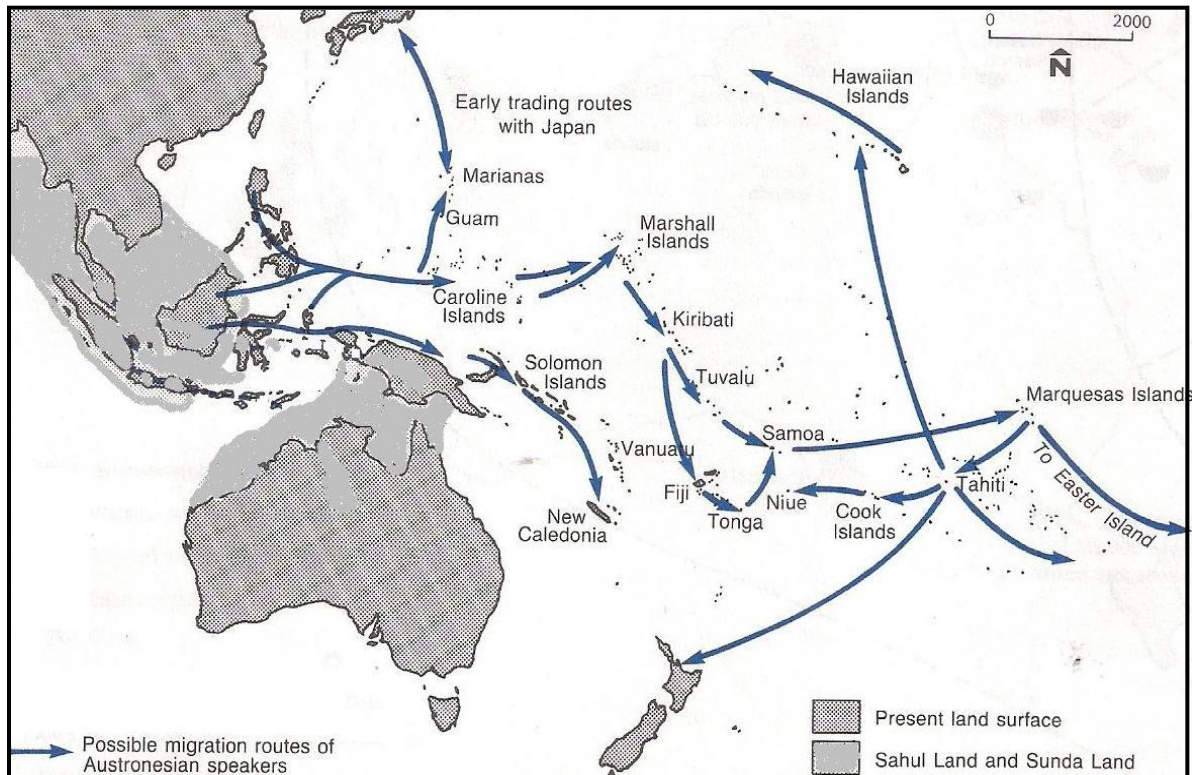 0 2000
N
Hawaiian
Islands
Early trading routes
with Japan
Marianas
Guam
Marshall
Islands
Caroline
Islands
Kiribati
Solomon
Islands
Tuvalu
Marquesas Islands
Samoa
Vanuatu
Fiji
Tonga
Niue
Cook
Islands
Tahiti
To Easter Island
New
Caledonia
Present land surface
Sahul Land and Sunda Land
Possible migration routes of
Austronesian speakers